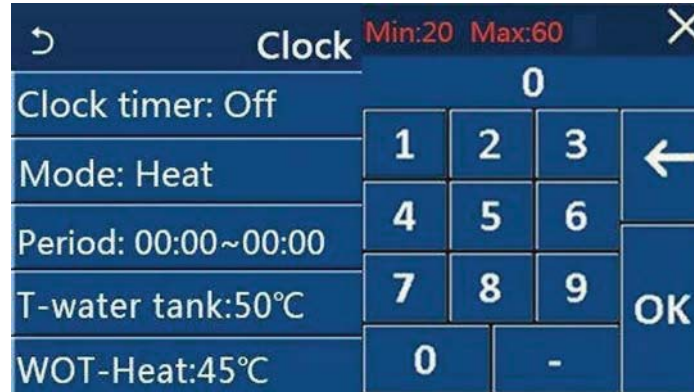 Clock
Clock timer: Off
Mode: Heat
Period: 00:00~00:00
T-water tank:50℃
WOT-Heat:45℃
Min:20 Max:60
0
1 2 3
4 5 6
7 8 9
OK
0 -